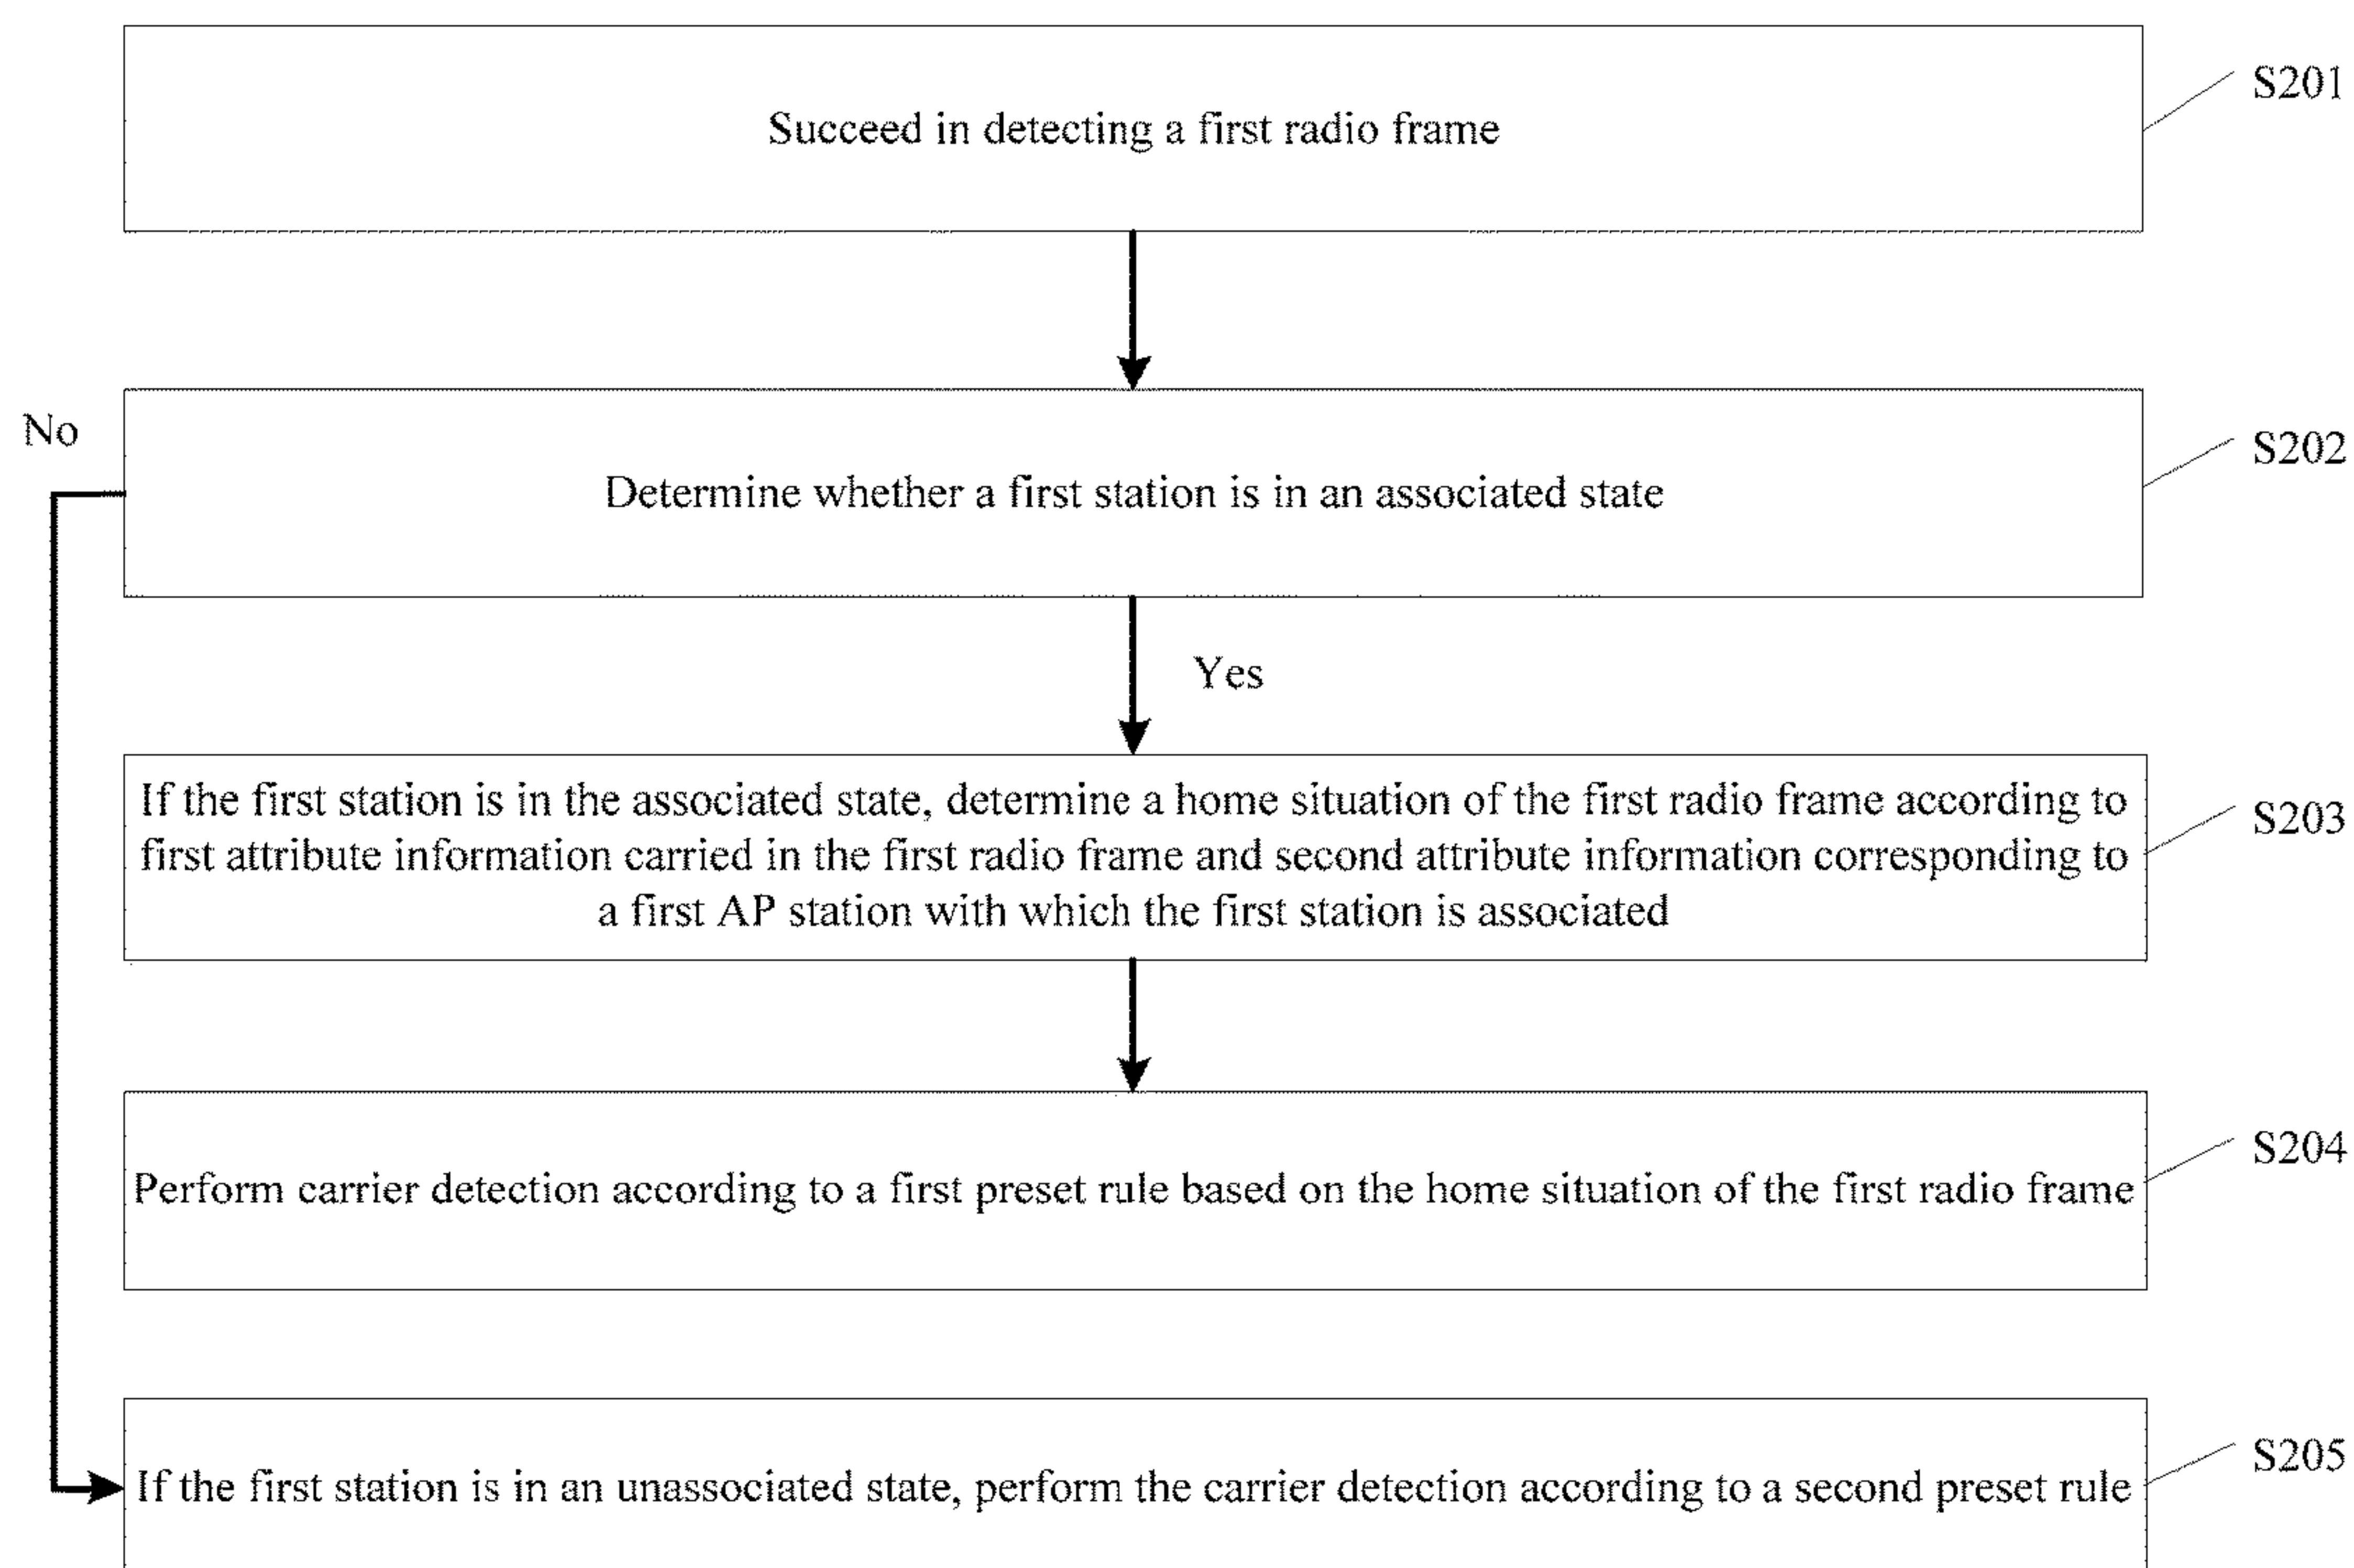 Succeed in detecting a first radio frame
S201
No
Determine whether a first station is in an associated state
S202
Yes
If the first station is in the associated state, determine a home situation of the first radio frame according to
first attribute information carried in the first radio frame and second attribute information corresponding to
a first AP station with which the first station is associated
S203
Perform carrier detection according to a first preset rule based on the home situation of the first radio frame
S204
If the first station is in an unassociated state, perform the carrier detection according to a second preset rule
S205